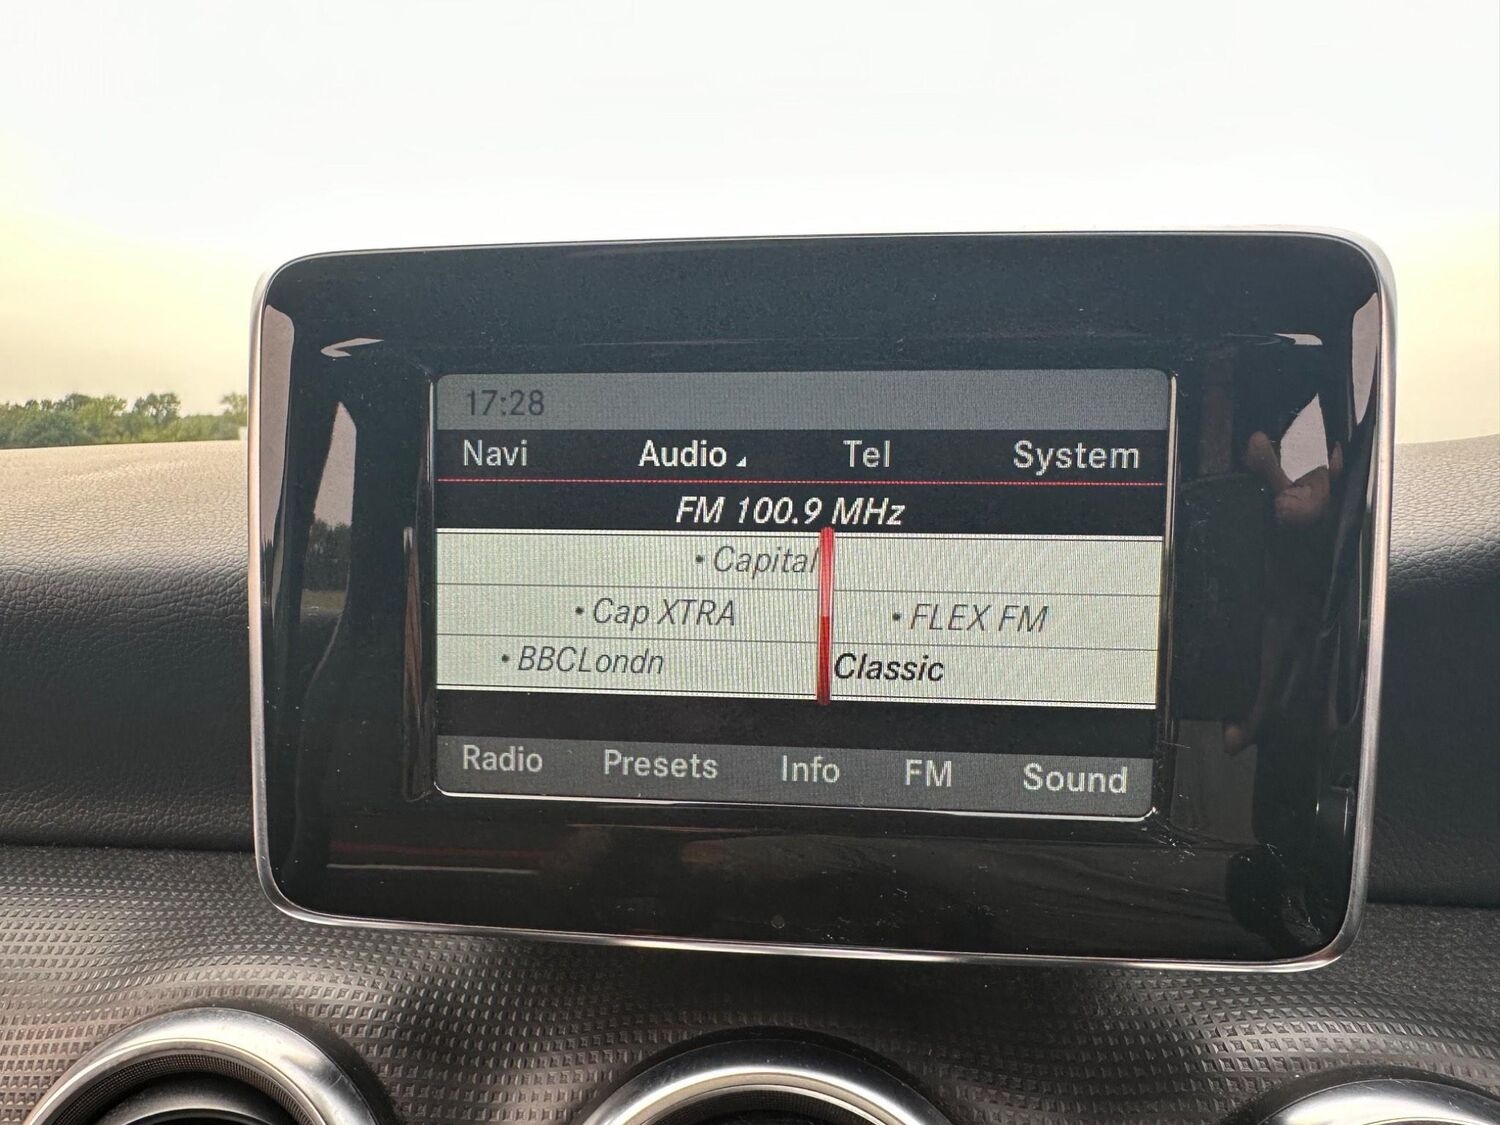 17:28
Navi Audio Tel System
FM 100.9 MHz
• Capital
• Cap XTRA • FLEX FM
• BBCLondn Classic
Radio Presets Info FM Sound